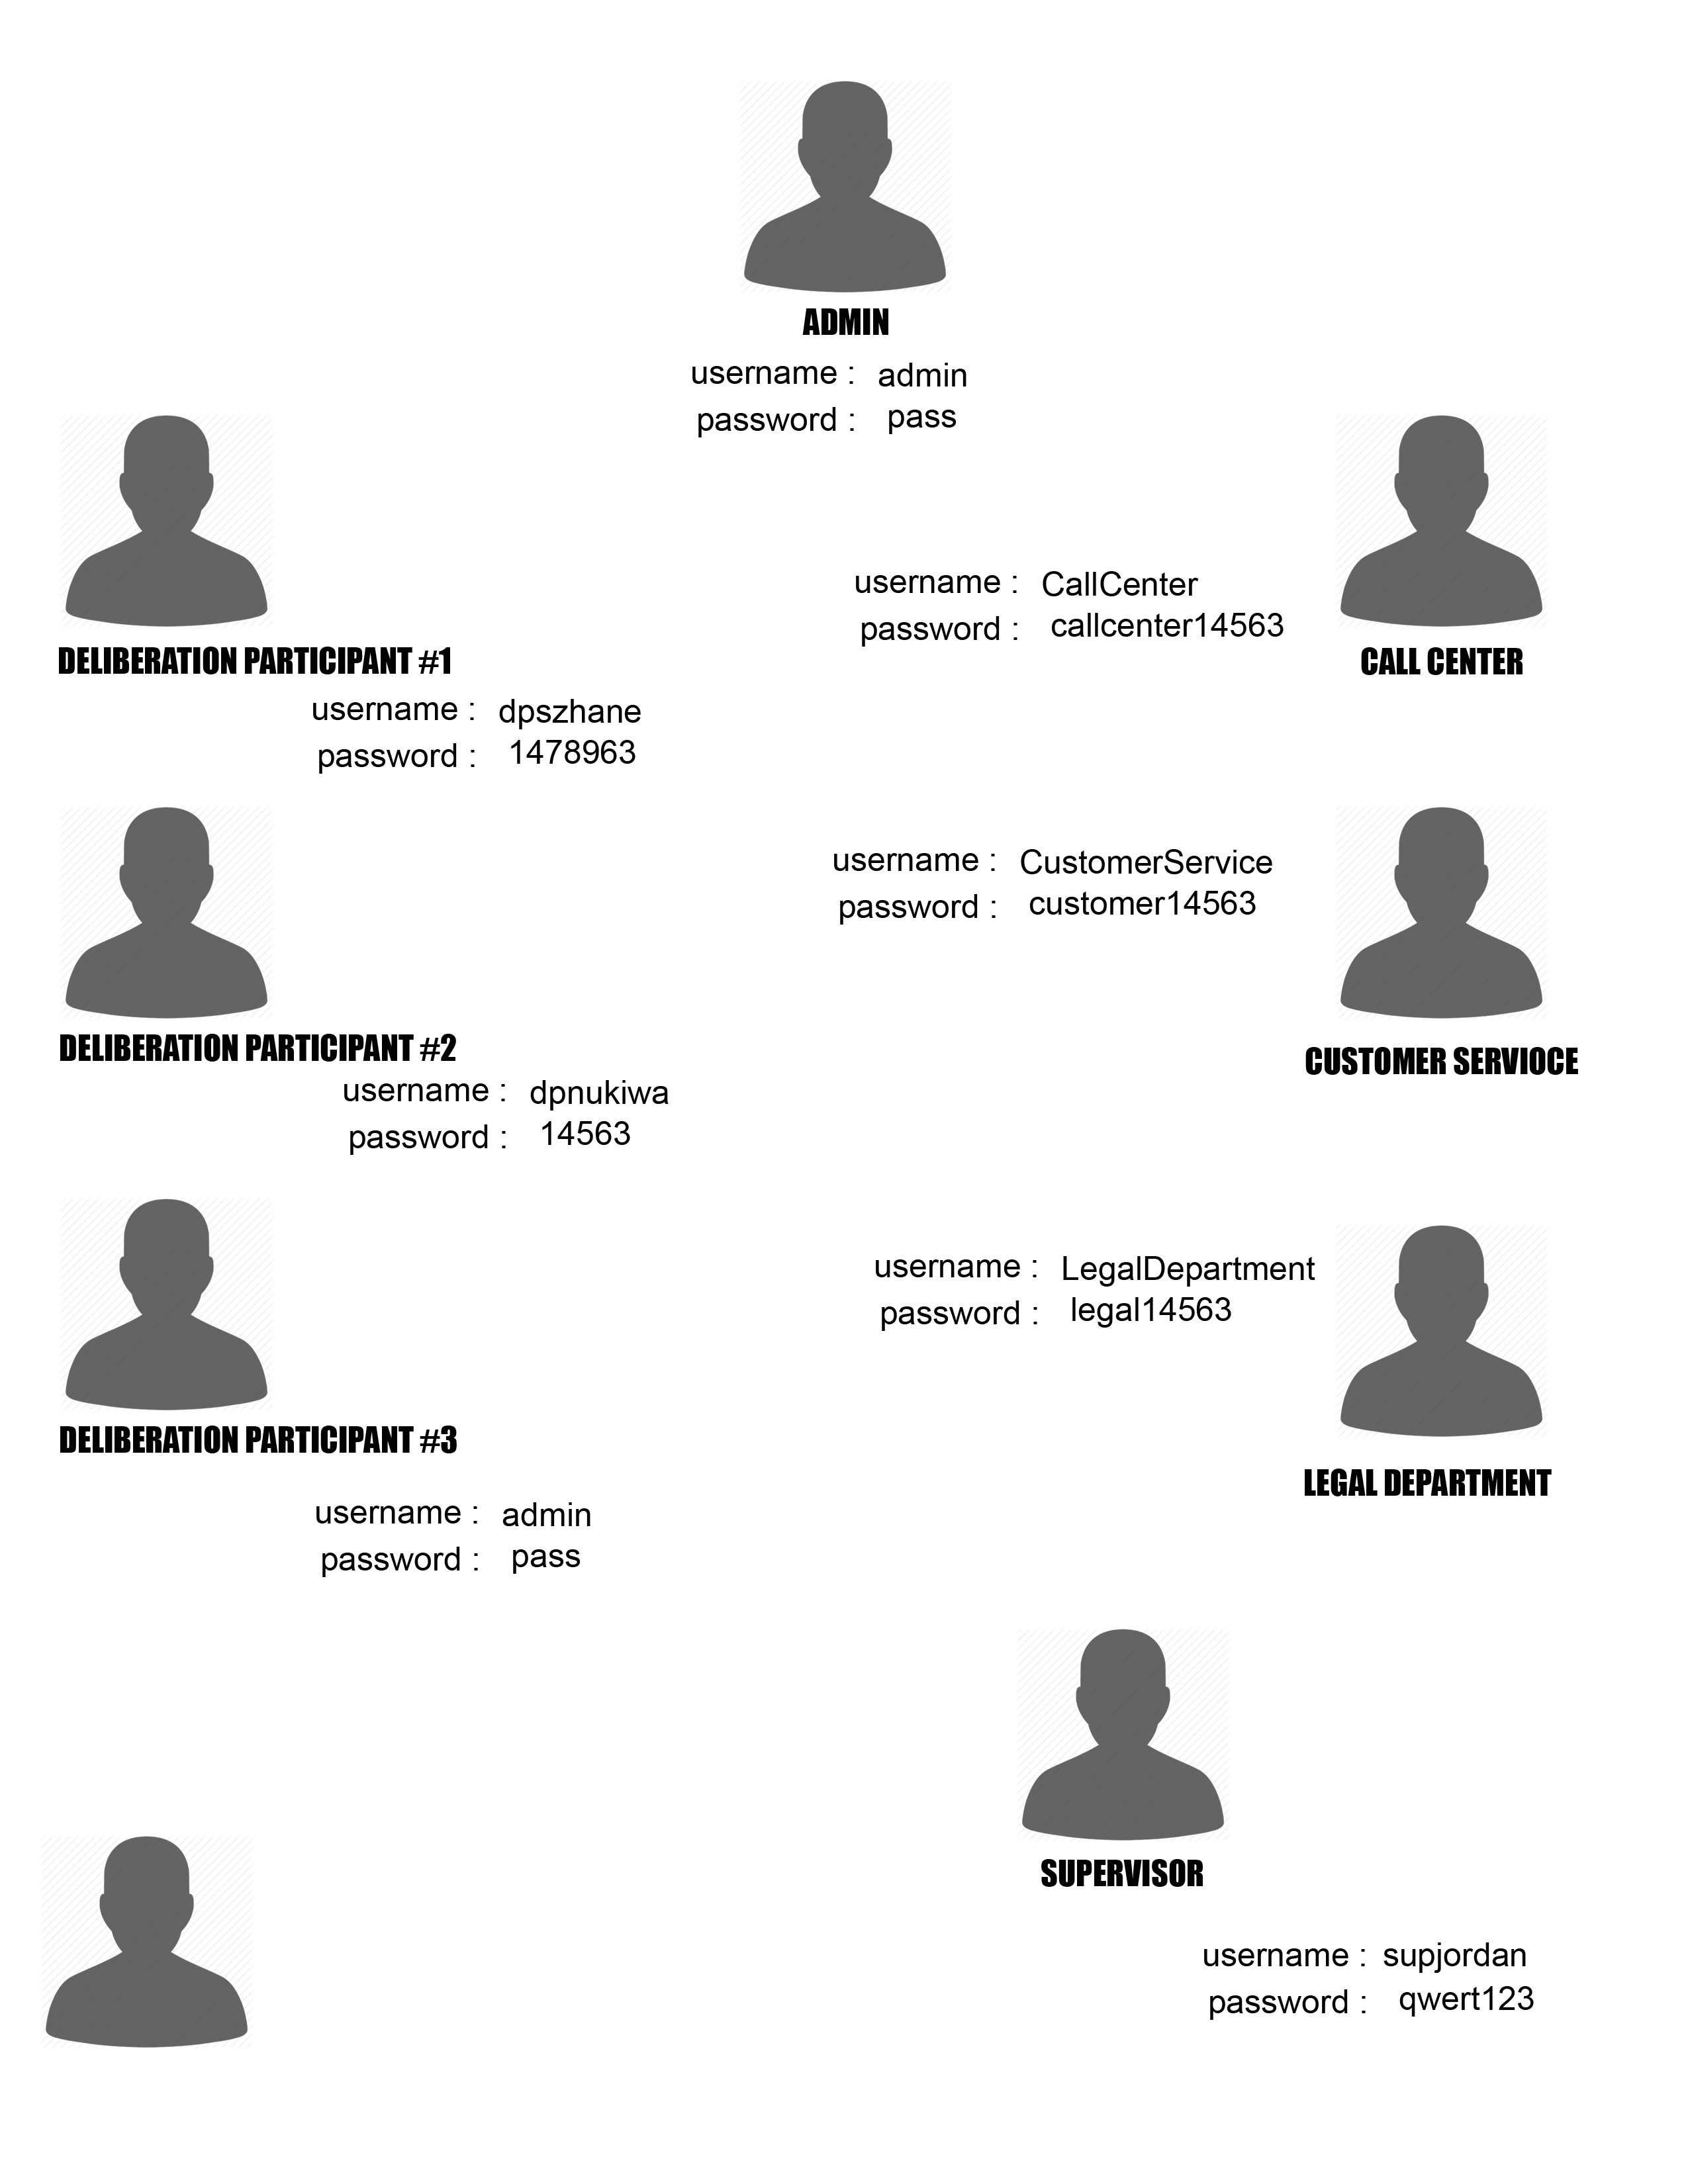 ADMIN
username : admin
password : pass
DELIBERATION PARTICIPANT #1
username : dpszhane
password : 1478963
username : CallCenter
password : callcenter14563
CALL CENTER
DELIBERATION PARTICIPANT #2
username : dpnukiwa
password : 14563
username : CustomerService
password : customer14563
CUSTOMER SERVIOCE
DELIBERATION PARTICIPANT #3
username : admin
password : pass
username : LegalDepartment
password : legal14563
LEGAL DEPARTMENT
SUPERVISOR
username : supjordan
password : qwert123